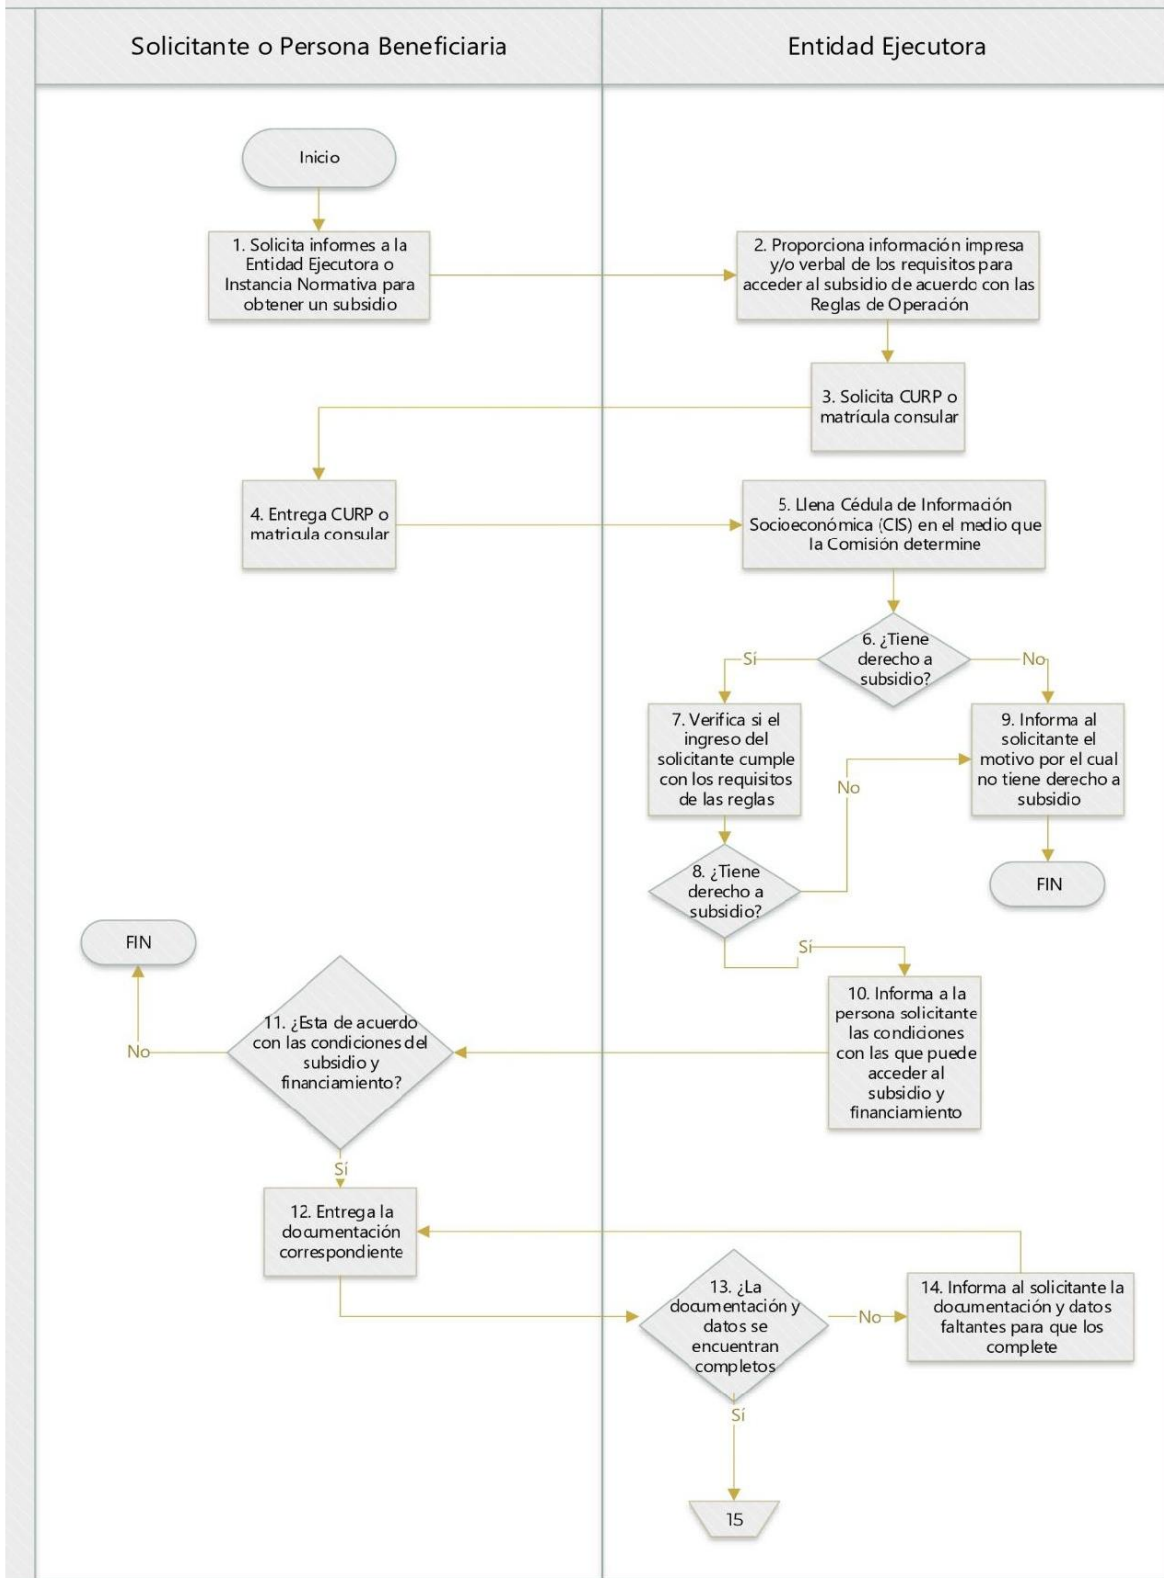 Solicitante o Persona Beneficiaria
Entidad Ejecutora
Inicio
1. Solicita informes a la
Entidad Ejecutora o
Instancia Normativa para
obtener un subsidio
2. Proporciona información impresa
y/o verbal de los requisitos para
acceder al subsidio de acuerdo con las
Reglas de Operación
3. Solicita CURP o
matrícula consular
4. Entrega CURP o
matricula consular
5. Llena Cédula de Información
Socioeconómica (CIS) en el medio que
la Comisión determine
6. ¿Tiene
derecho a
subsidio?
Sí
No
7. Verifica si el
ingreso del
solicitante cumple
con los requisitos
de las reglas
9. Informa al
solicitante el
motivo por el cual
no tiene derecho a
subsidio
No
8. ¿Tiene
derecho a
subsidio?
FIN
Sí
FIN
10. Informa a la
persona solicitante
las condiciones
con las que puede
acceder al
subsidio y
financiamiento
11. ¿Esta de acuerdo
con las condiciones del
subsidio y
financiamiento?
No
Sí
12. Entrega la
documentación
correspondiente
13. ¿La
documentación y
datos se
encuentran
completos
No
14. Informa al solicitante la
documentación y datos
faltantes para que los
complete
Sí
15